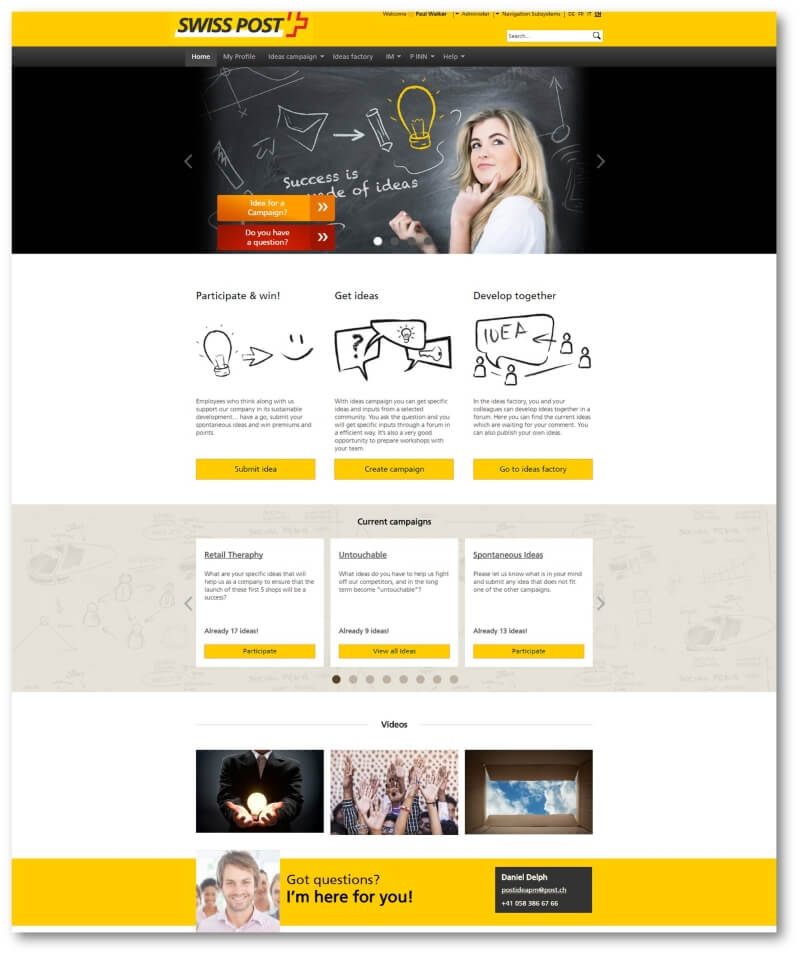 SWISS POST
Welcome Paul Walker | Administer | Navigation Subsystems | DE FR IT EN
Search...
Home My Profile Ideas campaign Ideas factory IM P INN Help
Success is
of ideas
Idea for a
Campaign?
Do you have
a question?
Participate & win!
Employees who think along with us
support our company in its sustainable
development... have a go, submit your
spontaneous ideas and win premiums and
points.
Submit idea
Get ideas
?
With ideas campaign you can get specific
ideas and inputs from a selected
community. You ask the question and you
will get specific inputs through a forum in
a efficient way. It's also a very good
opportunity to prepare workshops with
your team.
Create campaign
Develop together
IDEA
In the ideas factory, you and your
colleagues can develop ideas together in a
forum. Here you can find the current ideas
which are waiting for your comment. You
can also publish your own ideas.
Go to ideas factory
Current campaigns
Retail Theraphy
What are your specific ideas that will
help us as a company to ensure that the
launch of these first 5 shops will be a
success?
Already 17 ideas!
Participate
Untouchable
What ideas do you have to help us fight
off our competitors, and in the long
term become "untouchable"?
Already 9 ideas!
View all Ideas
Spontaneous Ideas
Please let us know what is in your mind
and submit any idea that does not fit
one of the other campaigns.
Already 13 ideas!
Participate
Videos
Got questions?
I'm here for you!
Daniel Delph
postideapm@post.ch
+41 058 386 67 66